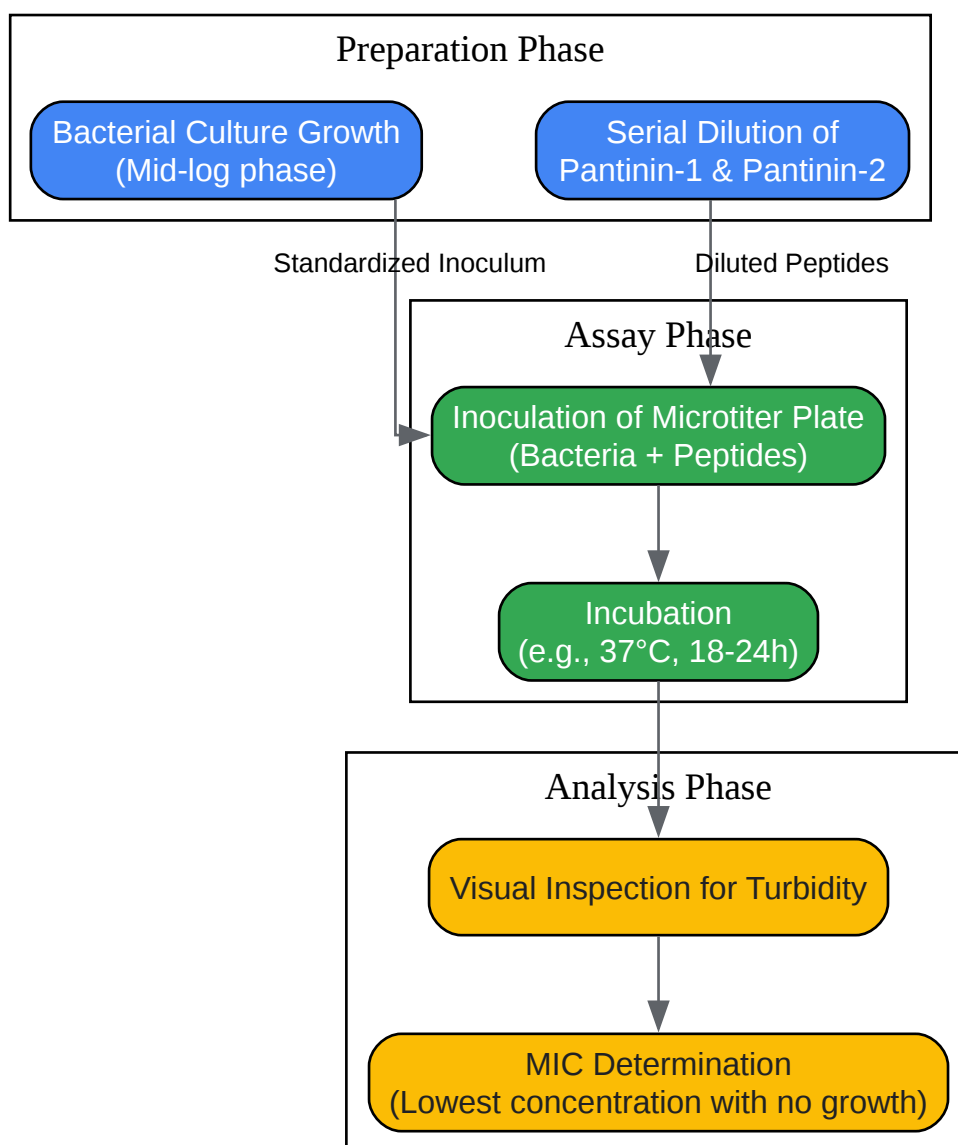 Preparation Phase
Bacterial Culture Growth
(Mid-log phase)
Serial Dilution of
Pantinin-1 & Pantinin-2
Standardized Inoculum
Diluted Peptides
Assay Phase
Inoculation of Microtiter Plate
(Bacteria + Peptides)
Incubation
(e.g., 37°C, 18-24h)
Analysis Phase
Visual Inspection for Turbidity
MIC Determination
(Lowest concentration with no growth)